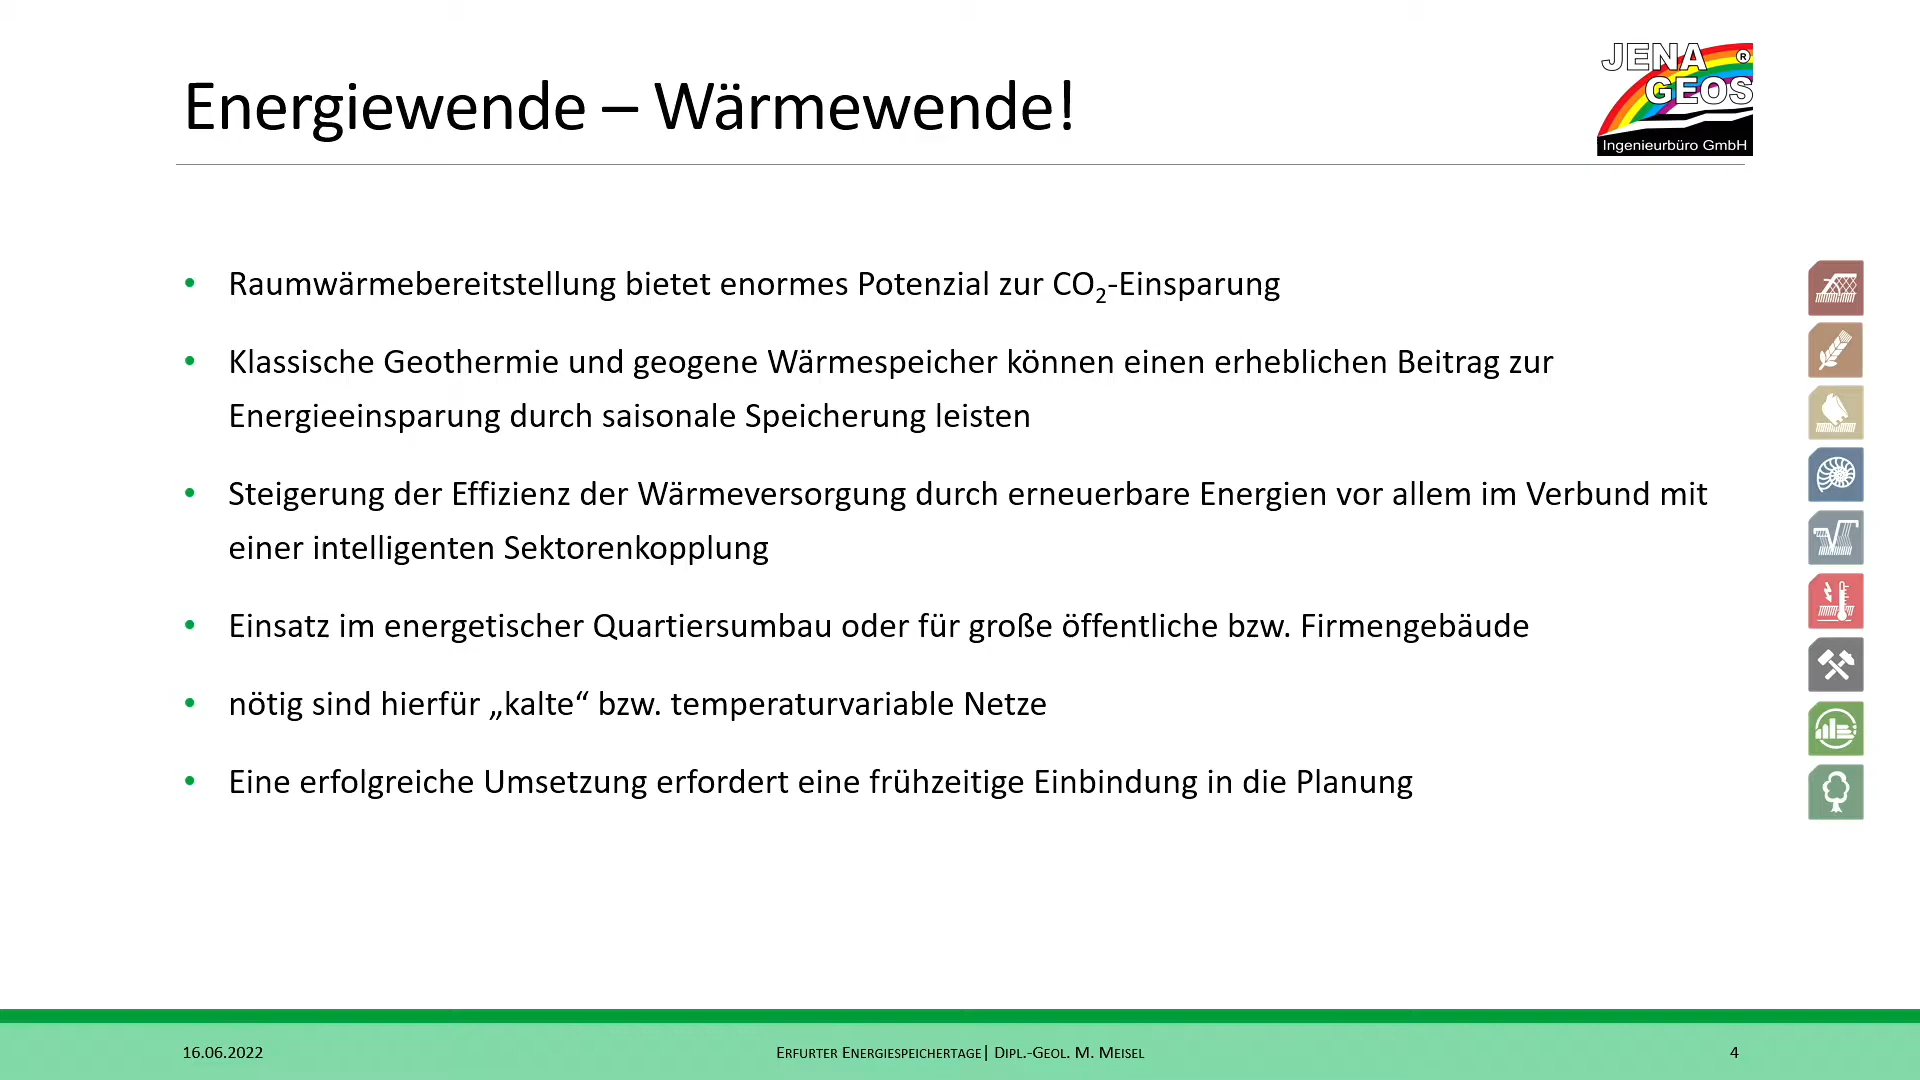 JENA ®
GEOS
Ingenieurbüro GmbH
Energiewende – Wärmewende!
• Raumwärmebereitstellung bietet enormes Potenzial zur CO₂-Einsparung
• Klassische Geothermie und geogene Wärmespeicher können einen erheblichen Beitrag zur
Energieeinsparung durch saisonale Speicherung leisten
• Steigerung der Effizienz der Wärmeversorgung durch erneuerbare Energien vor allem im Verbund mit
einer intelligenten Sektorenkopplung
• Einsatz im energetischer Quartiersumbau oder für große öffentliche bzw. Firmengebäude
• nötig sind hierfür „kalte“ bzw. temperaturvariable Netze
• Eine erfolgreiche Umsetzung erfordert eine frühzeitige Einbindung in die Planung
16.06.2022
Erfurter Energiespeichertage| Dipl.-Geol. M. Meisel
4